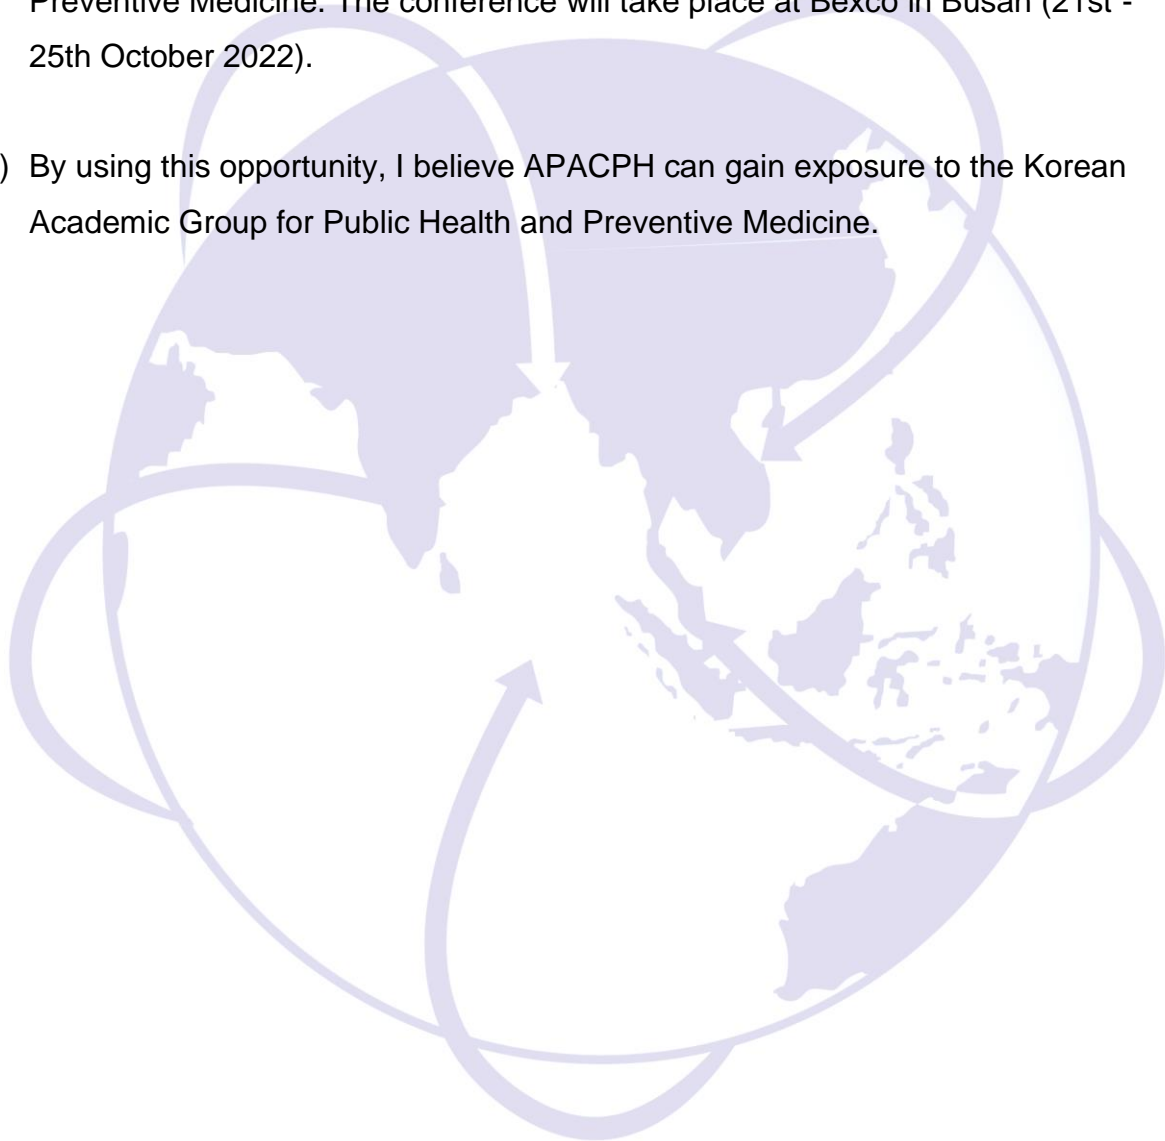 Preventive Medicine. The conference will take place at Bexco in Busan (21st -
25th October 2022).
) By using this opportunity, I believe APACPH can gain exposure to the Korean
Academic Group for Public Health and Preventive Medicine.